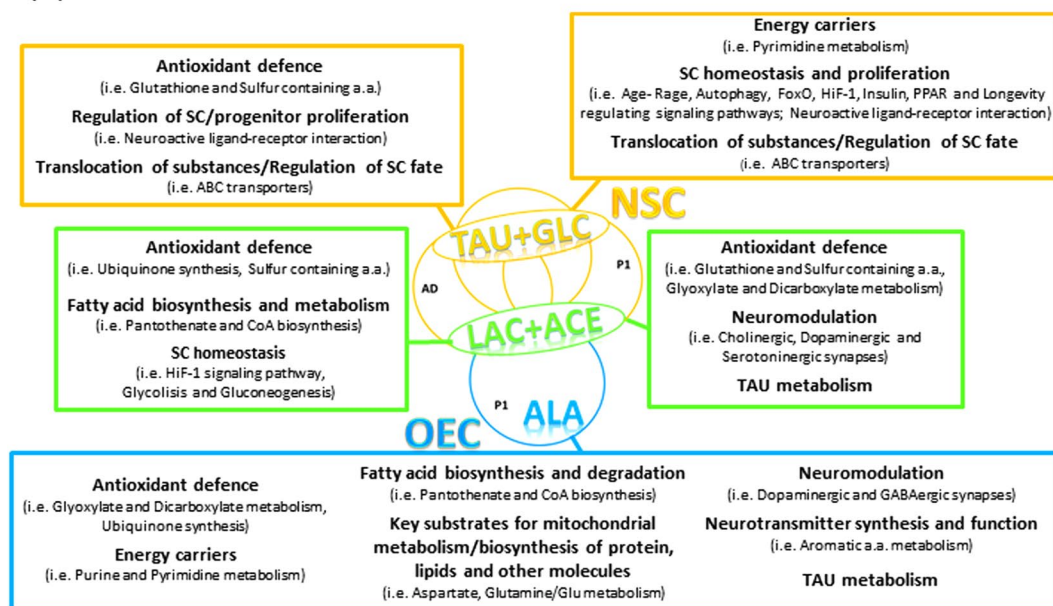 Antioxidant defence
(i.e. Glutathione and Sulfur containing a.a.)
Regulation of SC/progenitor proliferation
(i.e. Neuroactive ligand-receptor interaction)
Translocation of substances/Regulation of SC fate
(i.e. ABC transporters)
Energy carriers
(i.e. Pyrimidine metabolism)
SC homeostasis and proliferation
(i.e. Age- Rage, Autophagy, FoxO, HiF-1, Insulin, PPAR and Longevity
regulating signaling pathways; Neuroactive ligand-receptor interaction)
Translocation of substances/Regulation of SC fate
(i.e. ABC transporters)
NSC
TAU+GLC
AD
P1
Antioxidant defence
(i.e. Ubiquinone synthesis, Sulfur containing a.a.)
Fatty acid biosynthesis and metabolism
(i.e. Pantothenate and CoA biosynthesis)
SC homeostasis
(i.e. HiF-1 signaling pathway,
Glycolisis and Gluconeogenesis)
LAC+ACE
Antioxidant defence
(i.e. Glutathione and Sulfur containing a.a.,
Glyoxylate and Dicarboxylate metabolism)
Neuromodulation
(i.e. Cholinergic, Dopaminergic and
Serotoninergic synapses)
TAU metabolism
P1
ALA
OEC
Antioxidant defence
(i.e. Glyoxylate and Dicarboxylate metabolism,
Ubiquinone synthesis)
Energy carriers
(i.e. Purine and Pyrimidine metabolism)
Fatty acid biosynthesis and degradation
(i.e. Pantothenate and CoA biosynthesis)
Key substrates for mitochondrial
metabolism/biosynthesis of protein,
lipids and other molecules
(i.e. Aspartate, Glutamine/Glu metabolism)
Neuromodulation
(i.e. Dopaminergic and GABAergic synapses)
Neurotransmitter synthesis and function
(i.e. Aromatic a.a. metabolism)
TAU metabolism